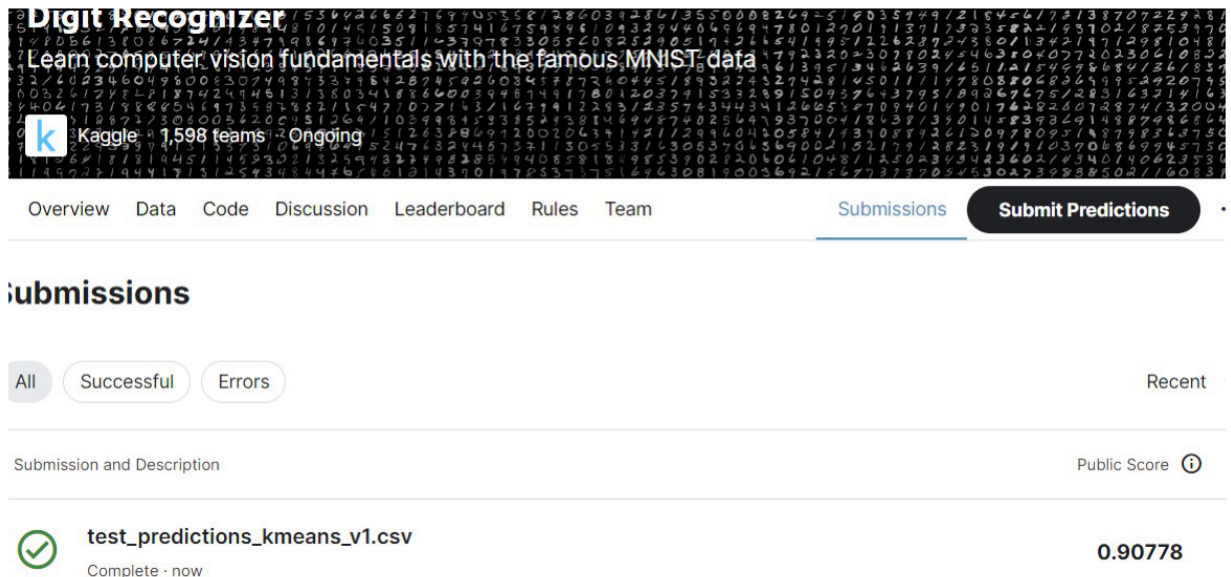 Digit Recognizer
Learn computer vision fundamentals with the famous MNIST data
k Kaggle · 1,598 teams · Ongoing
Overview Data Code Discussion Leaderboard Rules Team Submissions Submit Predictions
ubmissions
All Successful Errors Recent
Submission and Description Public Score
test_predictions_kmeans_v1.csv
0.90778
Complete · now